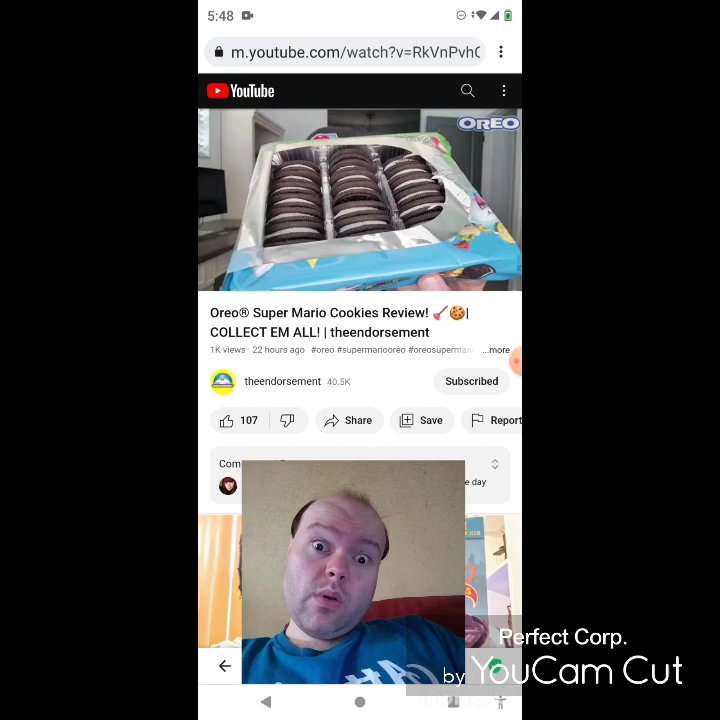 5:48
m.youtube.com/watch?v=RkVnPvhC
YouTube
OREO
Oreo® Super Mario Cookies Review! |
COLLECT EM ALL! | theendorsement
1K views · 22 hours ago #oreo #supermariooreo #oreosupermari ...more
theendorsement 40.5K Subscribed
107 Share Save Report
Com
e day
Perfect Corp.
by YouCam Cut